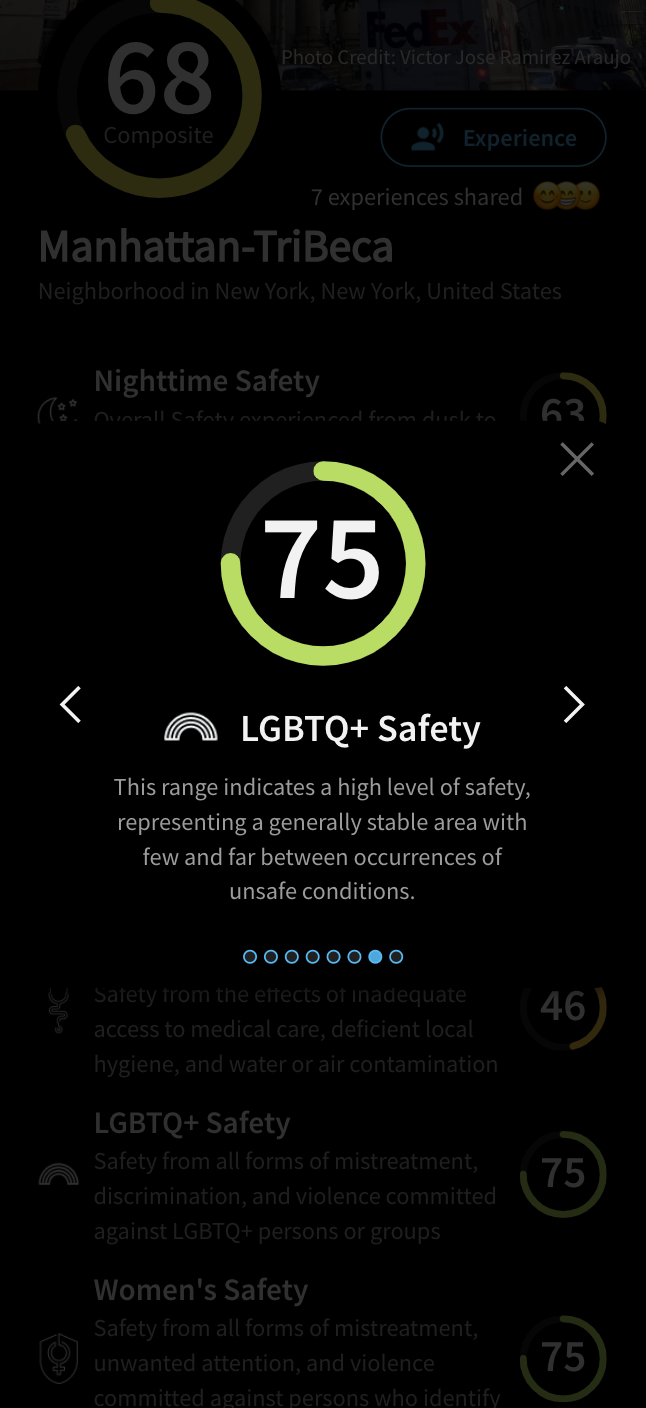 FedEx
Photo Credit: Victor Jose Ramirez Araujo
68
Composite
Experience
7 experiences shared
Manhattan-TriBeca
Neighborhood in New York, New York, United States
Nighttime Safety
Overall Safety experienced from dusk to
63
75
LGBTQ+ Safety
This range indicates a high level of safety,
representing a generally stable area with
few and far between occurrences of
unsafe conditions.
Safety from the effects of inadequate
access to medical care, deficient local
hygiene, and water or air contamination
46
LGBTQ+ Safety
Safety from all forms of mistreatment,
discrimination, and violence committed
against LGBTQ+ persons or groups
75
Women's Safety
Safety from all forms of mistreatment,
unwanted attention, and violence
committed against persons who identify
75